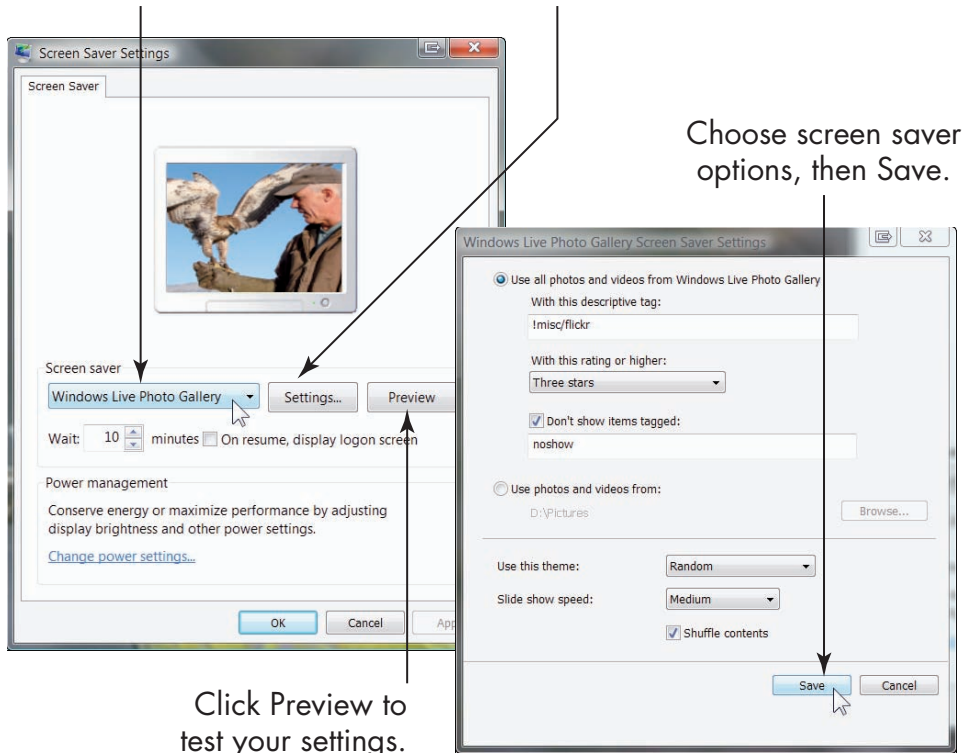 Screen Saver Settings
Screen Saver
Choose screen saver
options, then Save.
Screen saver
Windows Live Photo Gallery
Settings...
Preview
Wait: 10 minutes On resume, display logon screen
Power management
Conserve energy or maximize performance by adjusting
display brightness and other power settings.
Change power settings...
OK Cancel App
Click Preview to
test your settings.
Windows Live Photo Gallery Screen Saver Settings
Use all photos and videos from Windows Live Photo Gallery
With this descriptive tag:
!misc/flickr
With this rating or higher:
Three stars
Don't show items tagged:
noshow
Use photos and videos from:
D:\Pictures Browse...
Use this theme: Random
Slide show speed: Medium
Shuffle contents
Save Cancel